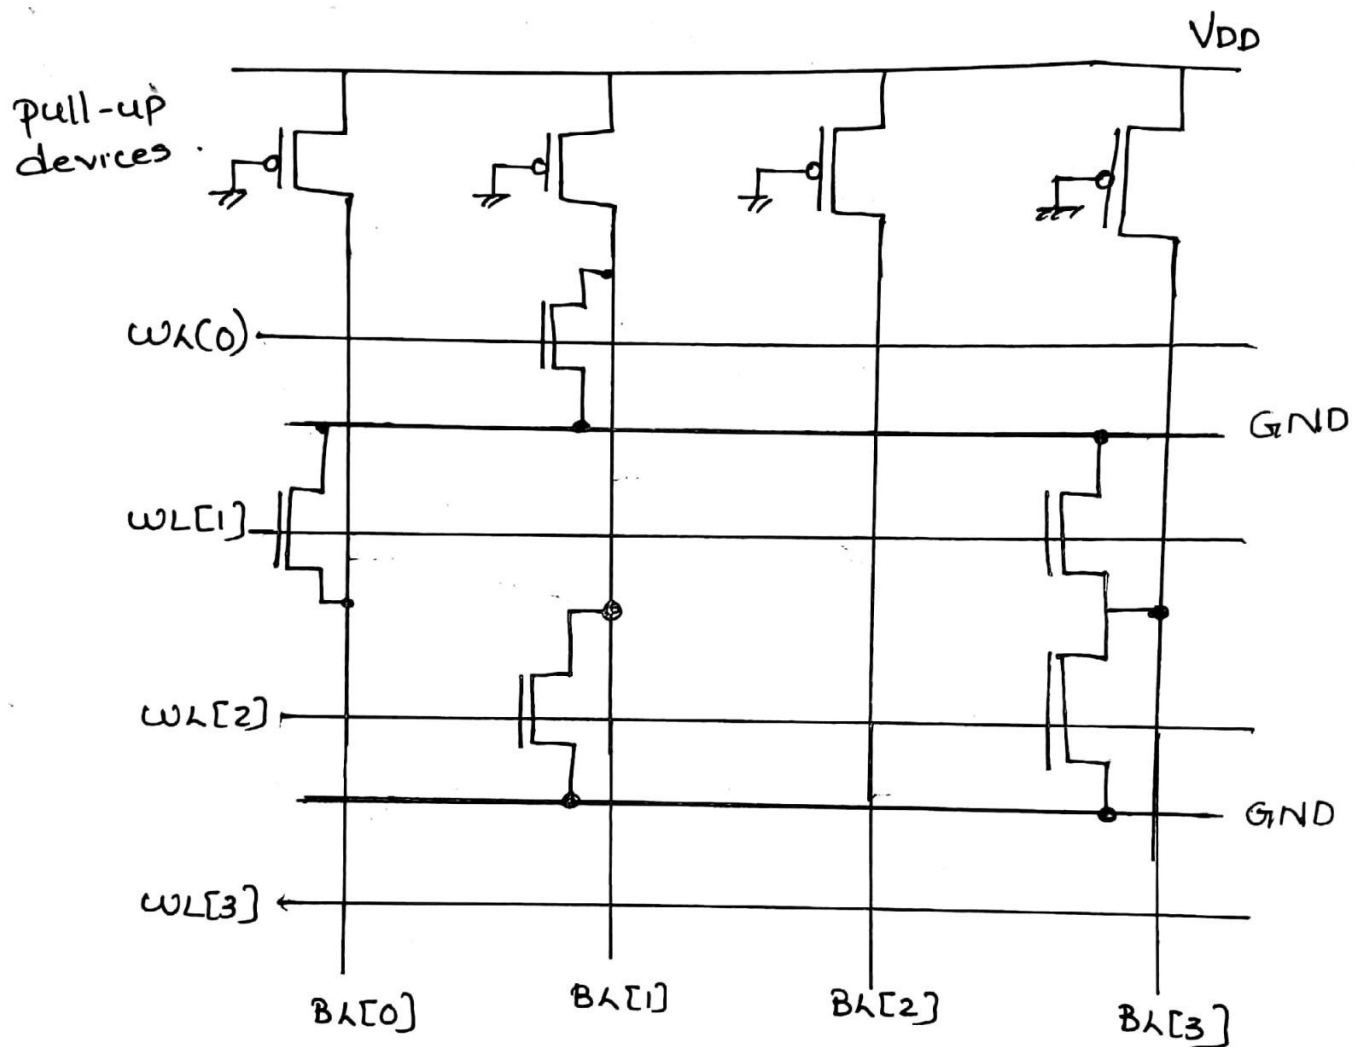 VDD
pull-up
devices
WL(0)
GND
WL[1]
WL[2]
GND
WL[3]
BL[0]
BL[1]
BL[2]
BL[3]